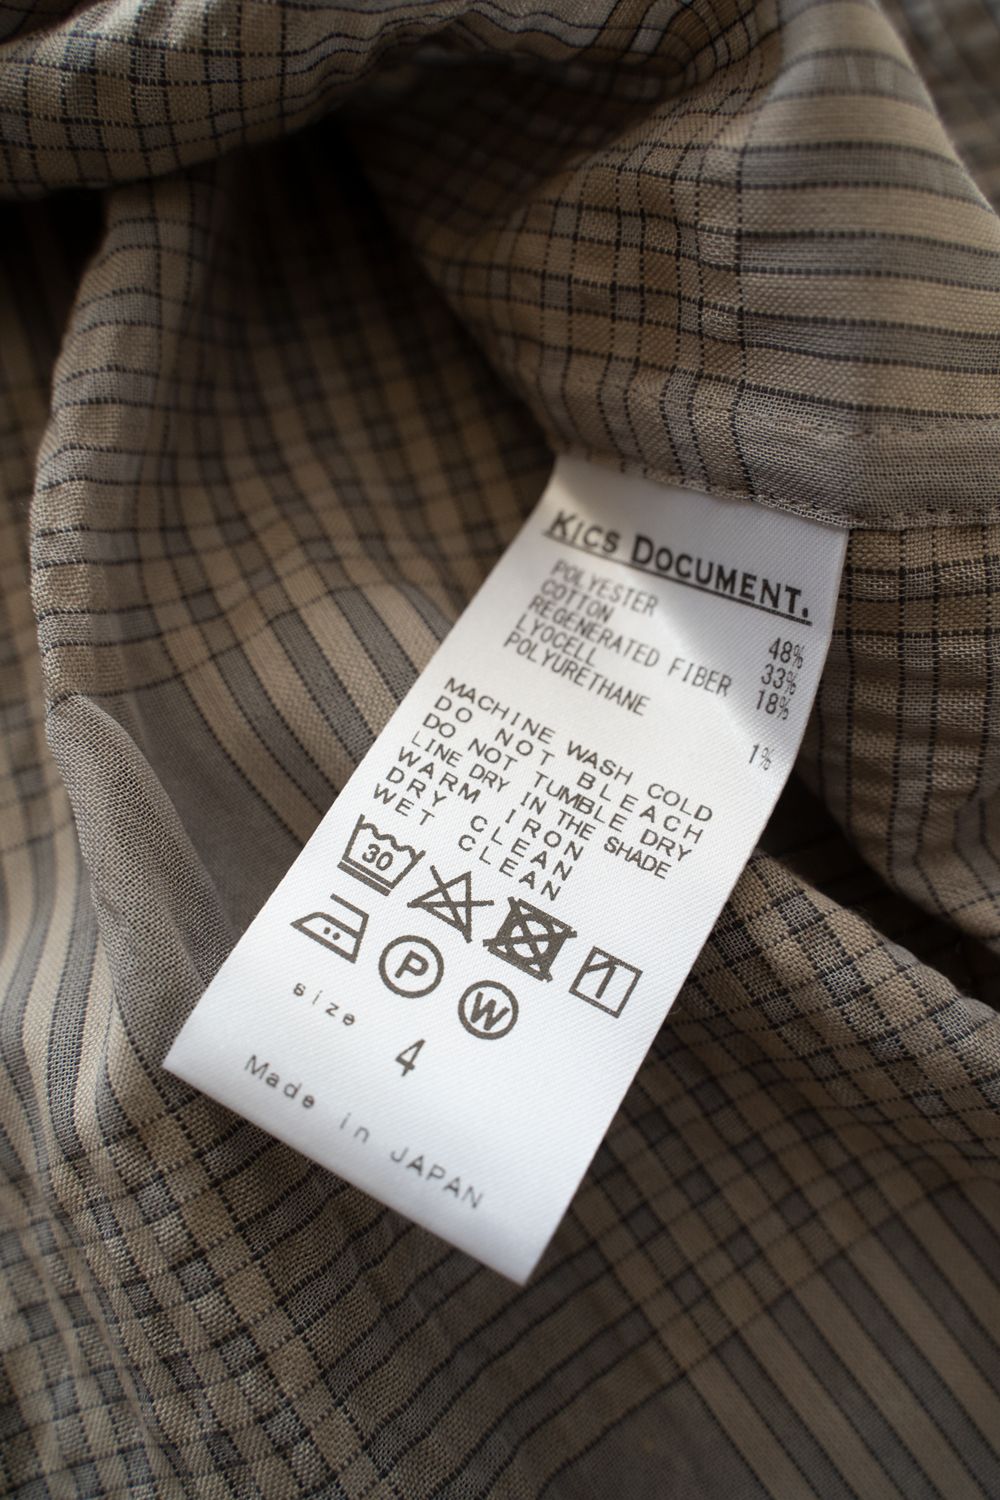 Kics Document.
POLYESTER 48%
COTTON 33%
REGENERATED FIBER 18%
LYOCELL
POLYURETHANE 1%
MACHINE WASH COLD
DO NOT BLEACH
DO NOT TUMBLE DRY
LINE DRY IN THE SHADE
WARM IRON
DRY CLEAN
WET CLEAN
30
P W
size 4
Made in JAPAN